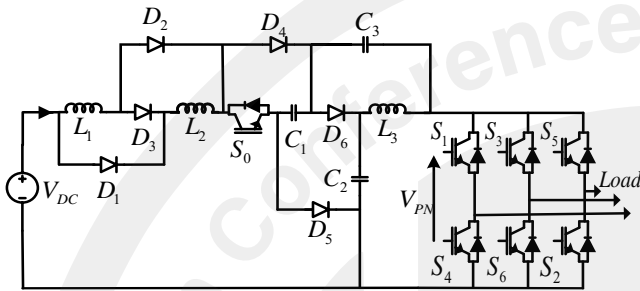 D2
D4
C3
L1
D3
L2
S0
C1
D6
L3
D1
VDC
C2
D5
S1
S3
S5
VPN
Load
S4
S6
S2
Conference